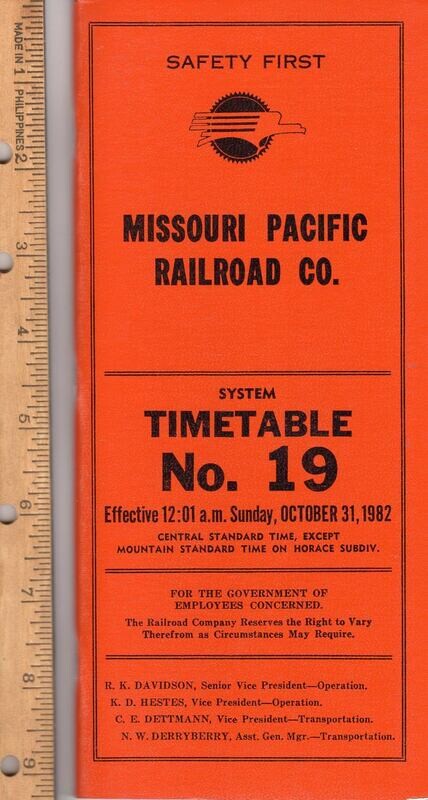 MADE IN PHILIPPINES
1
2
3
4
5
6
7
8
9
SAFETY FIRST
MISSOURI PACIFIC
RAILROAD CO.
SYSTEM
TIMETABLE
No. 19
Effective 12:01 a.m. Sunday, OCTOBER 31, 1982
CENTRAL STANDARD TIME, EXCEPT
MOUNTAIN STANDARD TIME ON HORACE SUBDIV.
FOR THE GOVERNMENT OF
EMPLOYEES CONCERNED.
The Railroad Company Reserves the Right to Vary
Therefrom as Circumstances May Require.
R. K. DAVIDSON, Senior Vice President—Operation.
K. D. HESTES, Vice President—Operation.
C. E. DETTMANN, Vice President—Transportation.
N. W. DERRYBERRY, Asst. Gen. Mgr.—Transportation.